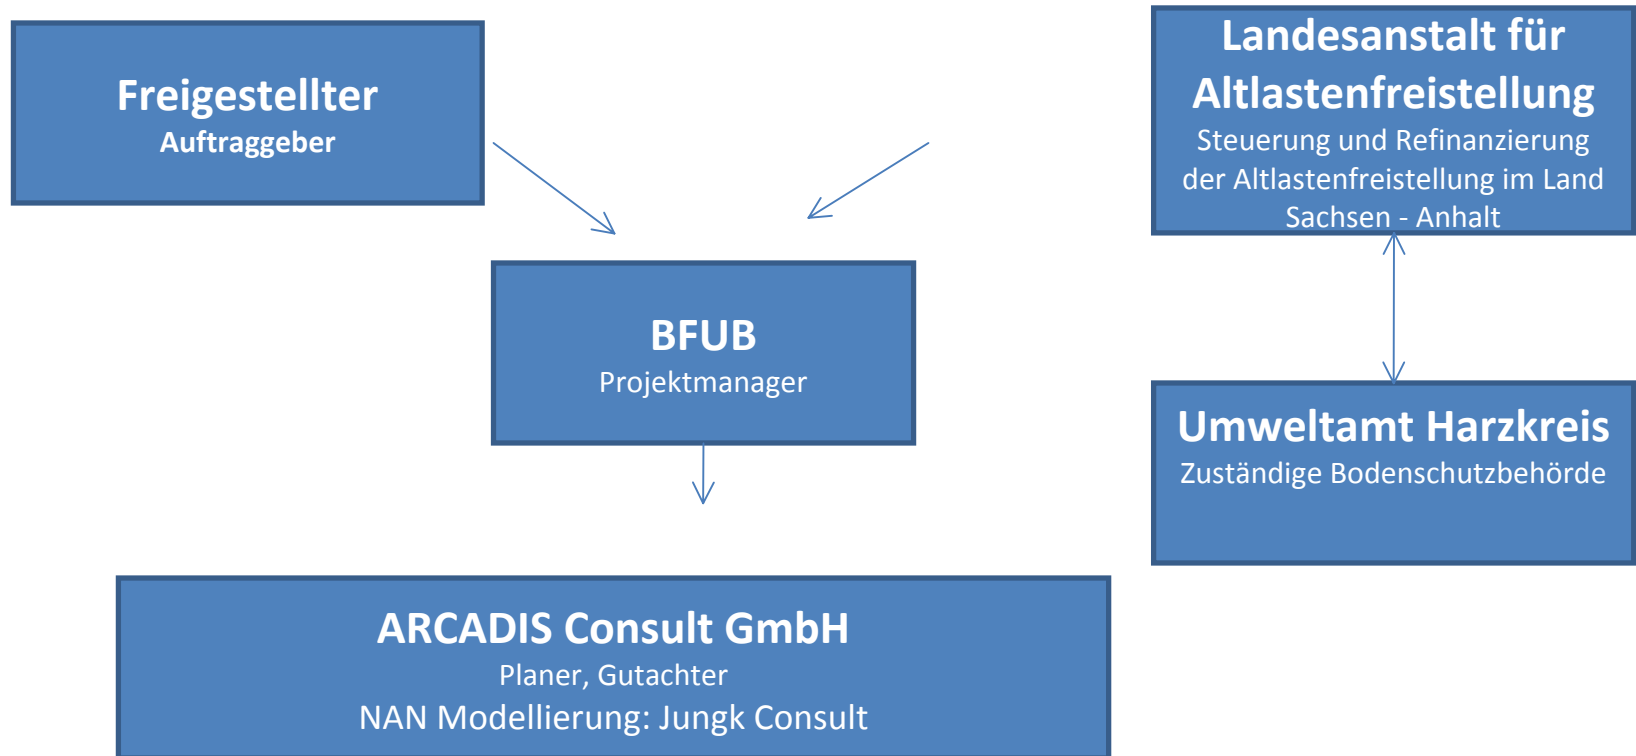 Freigestellter
Auftraggeber
Landesanstalt für
Altlastenfreistellung
Steuerung und Refinanzierung
der Altlastenfreistellung im Land
Sachsen - Anhalt
BFUB
Projektmanager
Umweltamt Harzkreis
Zuständige Bodenschutzbehörde
ARCADIS Consult GmbH
Planer, Gutachter
NAN Modellierung: Jungk Consult